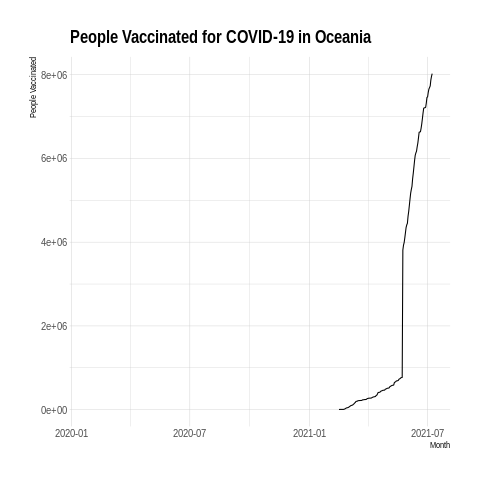 People Vaccinated for COVID-19 in Oceania
People Vaccinated
8e+06
6e+06
4e+06
2e+06
0e+00
2020-01
2020-07
2021-01
2021-07
Month